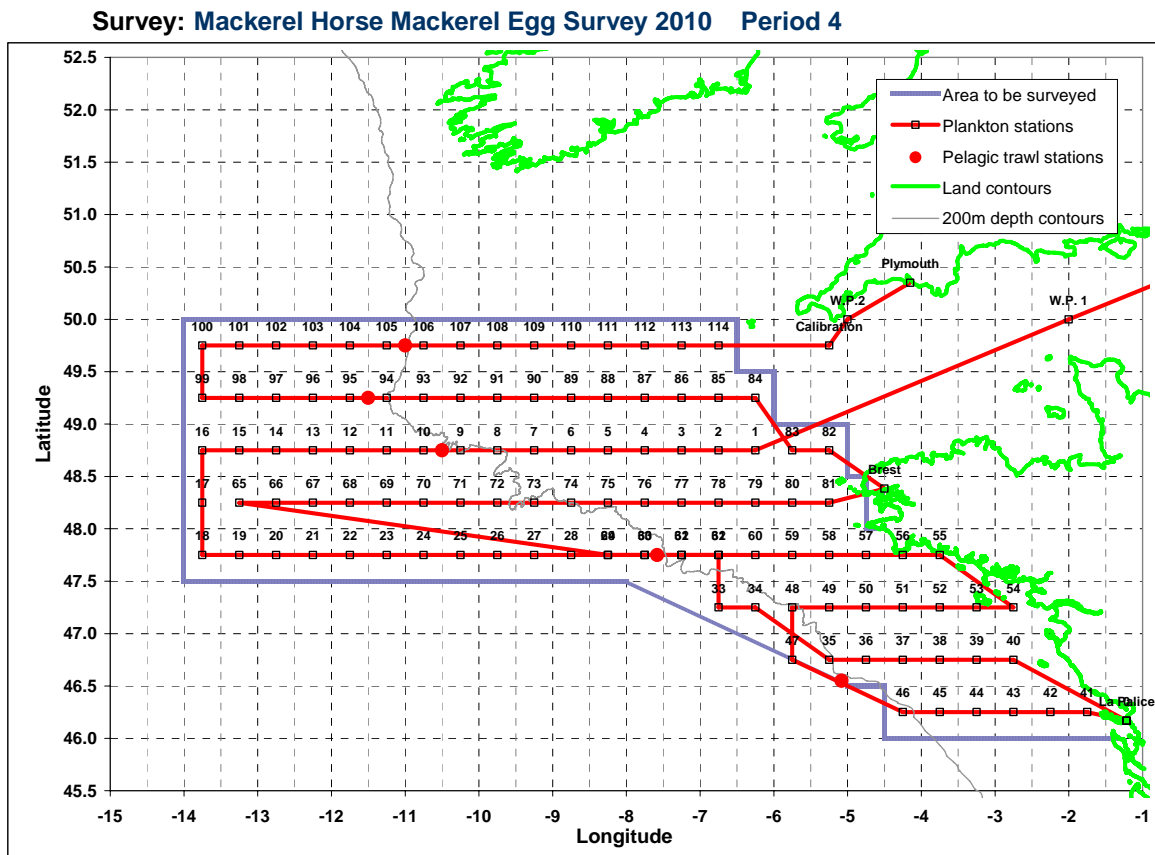 Survey: Mackerel Horse Mackerel Egg Survey 2010 Period 4
52.5
52.0
51.5
51.0
50.5
50.0
49.5
49.0
48.5
48.0
47.5
47.0
46.5
46.0
45.5
Latitude
Area to be surveyed
Plankton stations
Pelagic trawl stations
Land contours
200m depth contours
Plymouth
W.P.2
W.P. 1
Calibration
100 101 102 103 104 105 106 107 108 109 110 111 112 113 114
99 98 97 96 95 94 93 92 91 90 89 88 87 86 85 84
16 15 14 13 12 11 10 9 8 7 6 5 4 3 2 1 83 82
Brest
17 65 66 67 68 69 70 71 72 73 74 75 76 77 78 79 80 81
18 19 20 21 22 23 24 25 26 27 28 60 59 58 57 56 55
33 34 48 49 50 51 52 53 54
47 35 36 37 38 39 40
46 45 44 43 42 41
-15 -14 -13 -12 -11 -10 -9 -8 -7 -6 -5 -4 -3 -2 -1
Longitude